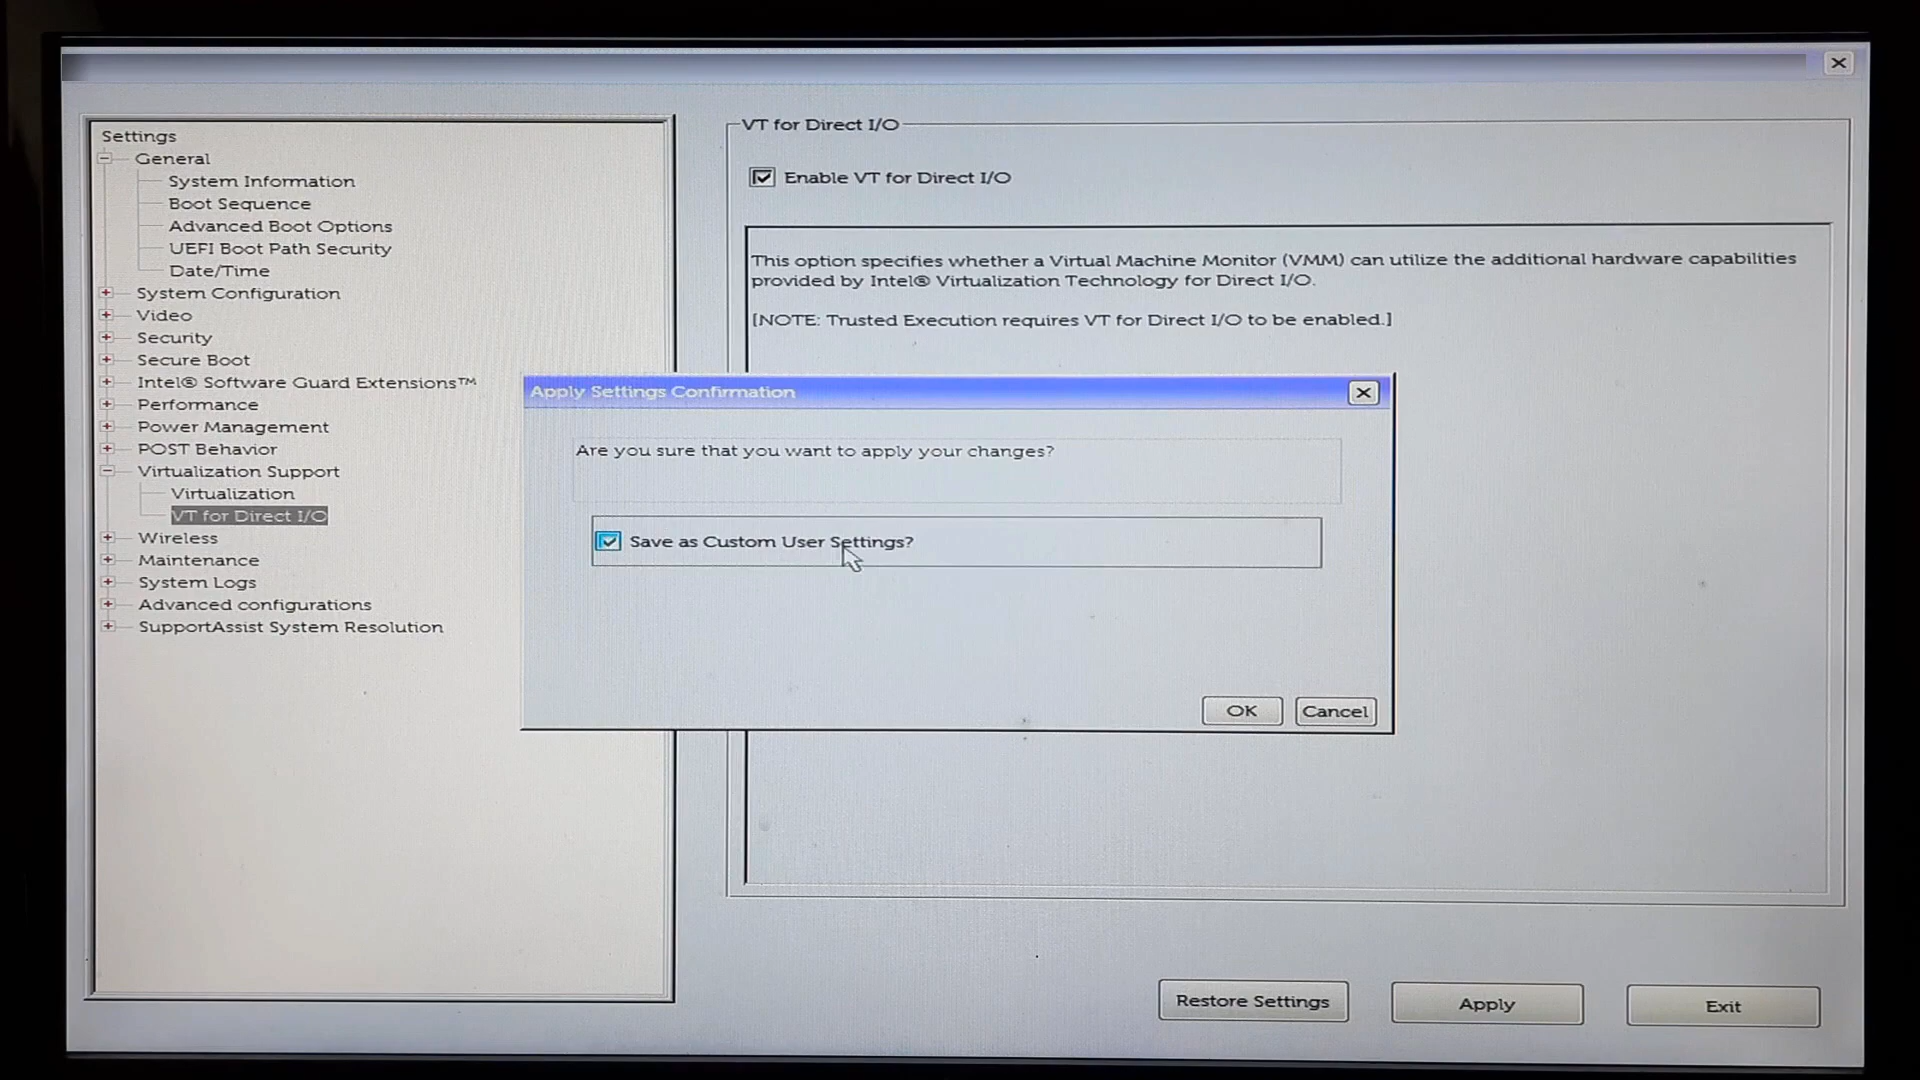 Settings
General
System Information
Boot Sequence
Advanced Boot Options
UEFI Boot Path Security
Date/Time
System Configuration
Video
Security
Secure Boot
Intel® Software Guard Extensions™
Performance
Power Management
POST Behavior
Virtualization Support
Virtualization
VT for Direct I/O
Wireless
Maintenance
System Logs
Advanced configurations
SupportAssist System Resolution
VT for Direct I/O
Enable VT for Direct I/O
This option specifies whether a Virtual Machine Monitor (VMM) can utilize the additional hardware capabilities
provided by Intel® Virtualization Technology for Direct I/O.
[NOTE: Trusted Execution requires VT for Direct I/O to be enabled.]
Apply Settings Confirmation
Are you sure that you want to apply your changes?
Save as Custom User Settings?
OK
Cancel
Restore Settings
Apply
Exit